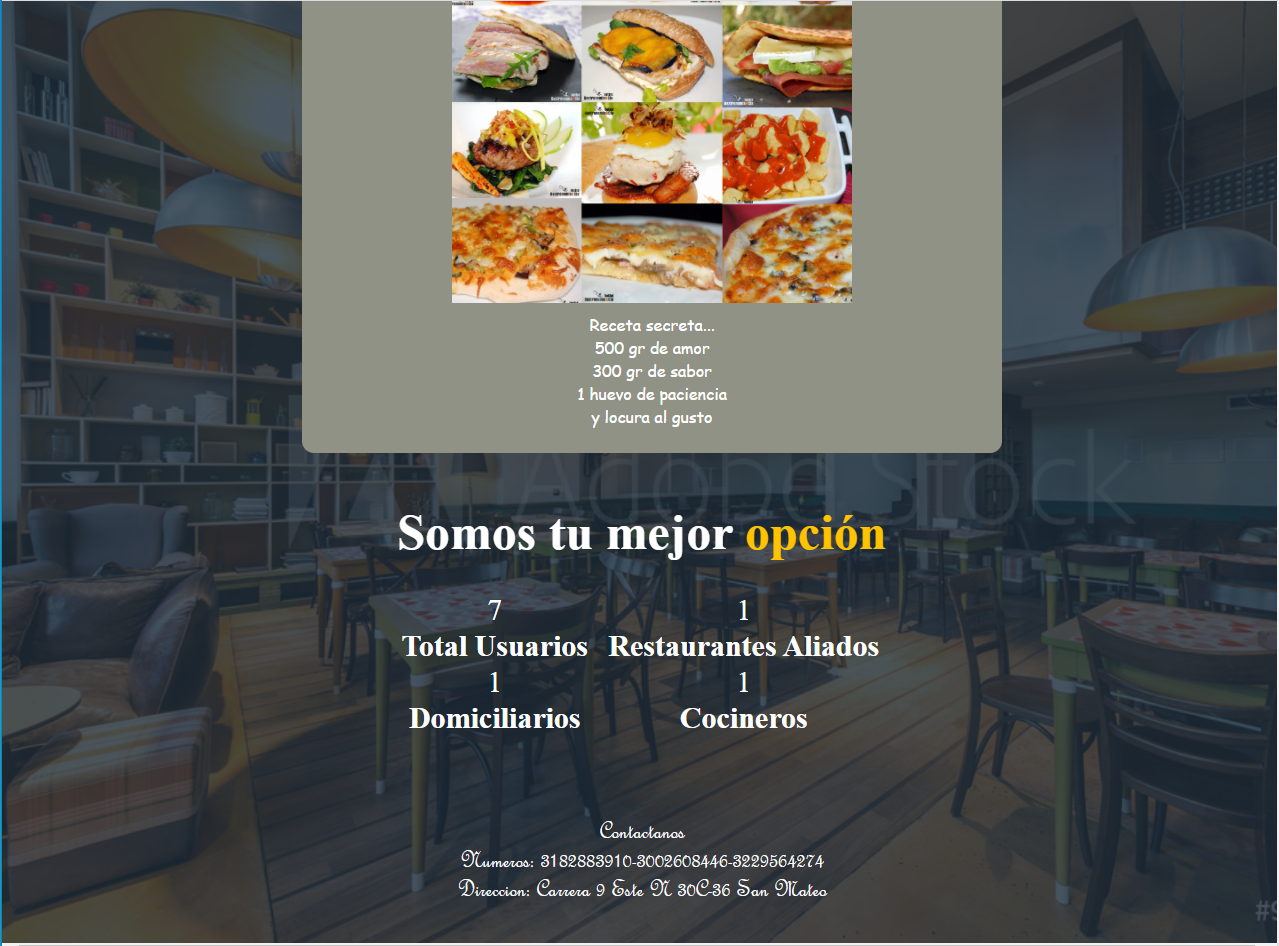 Receta secreta...
500 gr de amor
300 gr de sabor
1 huevo de paciencia
y locura al gusto
Adobe Stock
Somos tu mejor opción
7 1
Total Usuarios Restaurantes Aliados
1 1
Domiciliarios Cocineros
Contactanos
Numeros: 3182883910-3002608446-3229564274
Direccion: Carrera 9 Este N 30C-36 San Mateo